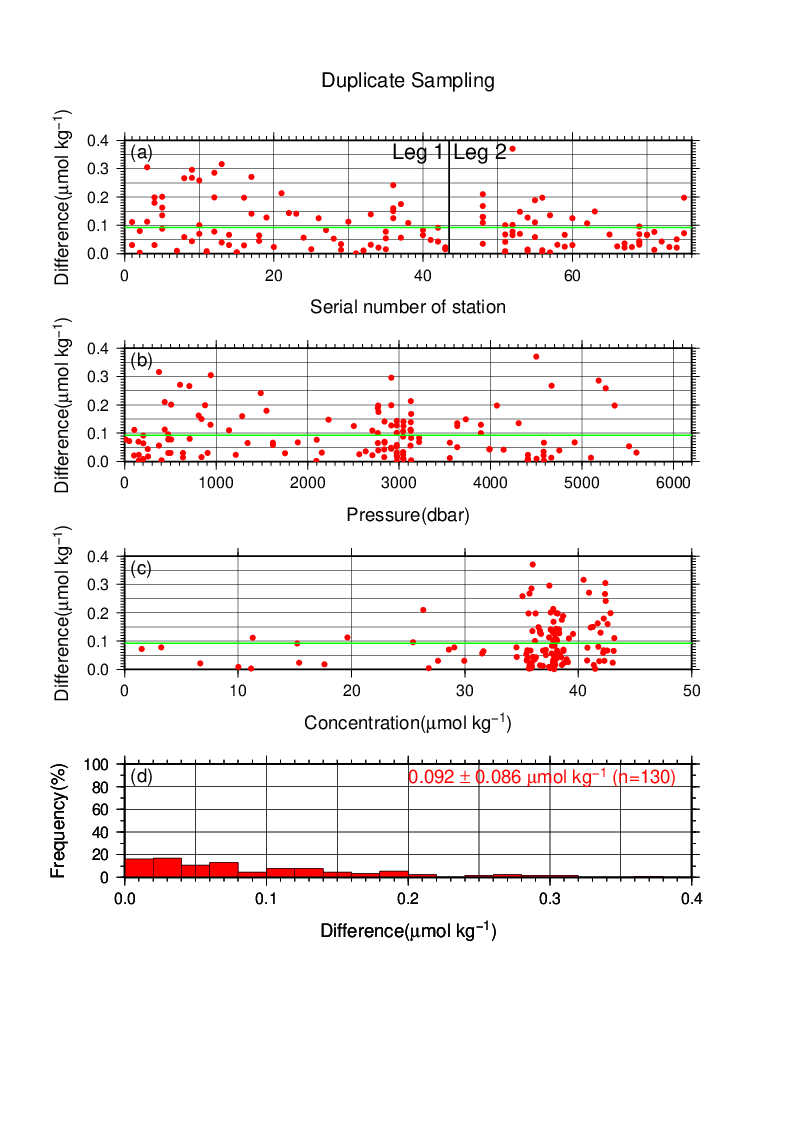 Duplicate Sampling
Difference(μmol kg⁻¹)
0.4
0.3
0.2
0.1
0.0
(a)
Leg 1
Leg 2
0 20 40 60
Serial number of station
Difference(μmol kg⁻¹)
0.4
0.3
0.2
0.1
0.0
(b)
0 1000 2000 3000 4000 5000 6000
Pressure(dbar)
Difference(μmol kg⁻¹)
0.4
0.3
0.2
0.1
0.0
(c)
0 10 20 30 40 50
Concentration(μmol kg⁻¹)
Frequency(%)
100
80
60
40
20
0
(d)
0.092 ± 0.086 μmol kg⁻¹ (n=130)
0.0 0.1 0.2 0.3 0.4
Difference(μmol kg⁻¹)